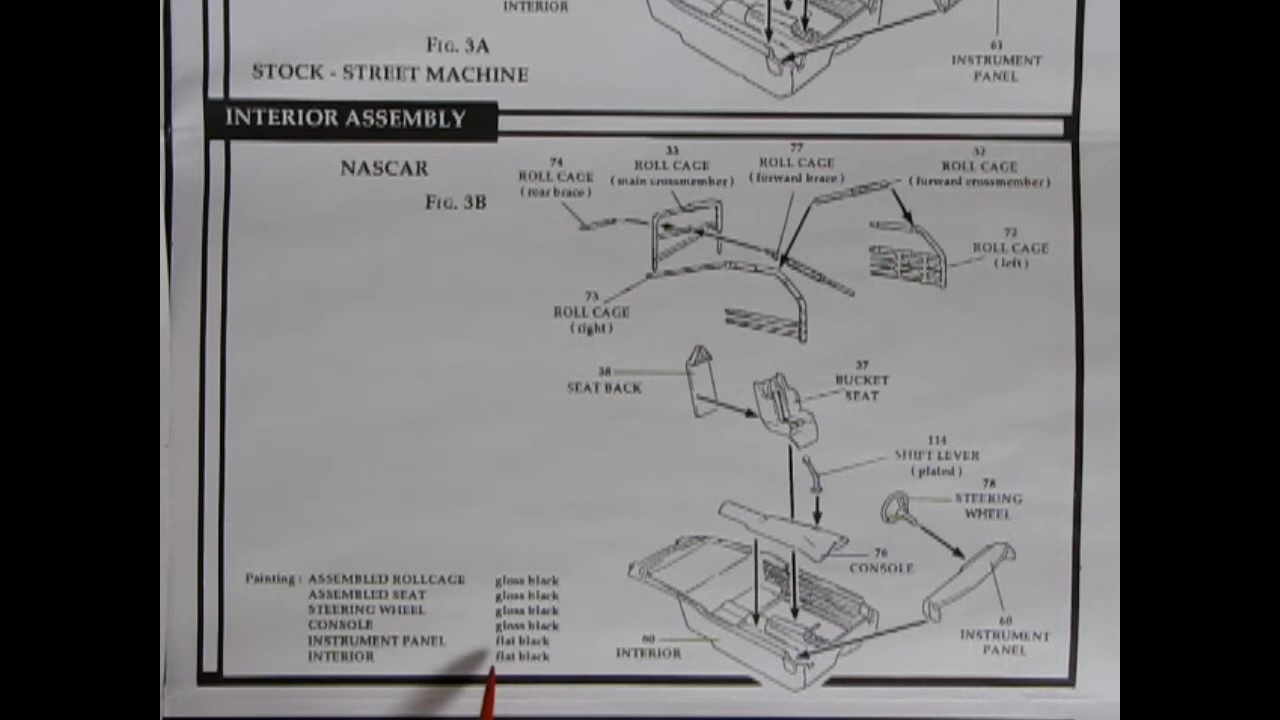 INTERIOR
FIG. 3A
STOCK - STREET MACHINE
61
INSTRUMENT
PANEL
INTERIOR ASSEMBLY
NASCAR
FIG. 3B
74
ROLL CAGE
(rear brace)
33
ROLL CAGE
(main crossmember)
77
ROLL CAGE
(forward brace)
32
ROLL CAGE
(forward crossmember)
72
ROLL CAGE
(left)
73
ROLL CAGE
(right)
38
SEAT BACK
37
BUCKET
SEAT
114
SHIFT LEVER
(plated)
78
STEERING
WHEEL
76
CONSOLE
60
INSTRUMENT
PANEL
80
INTERIOR
Painting: ASSEMBLED ROLLCAGE gloss black
ASSEMBLED SEAT gloss black
STEERING WHEEL gloss black
CONSOLE gloss black
INSTRUMENT PANEL flat black
INTERIOR flat black